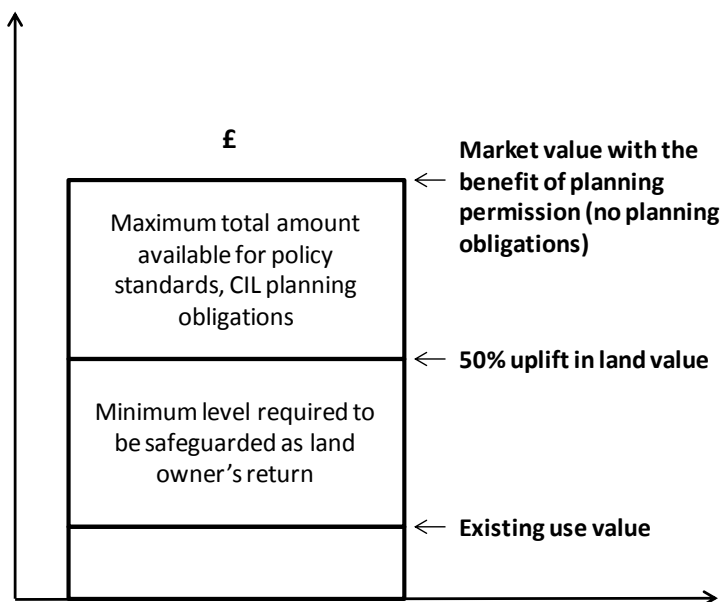 £
Market value with the
benefit of planning
permission (no planning
obligations)
Maximum total amount
available for policy
standards, CIL planning
obligations
50% uplift in land value
Minimum level required to
be safeguarded as land
owner’s return
Existing use value